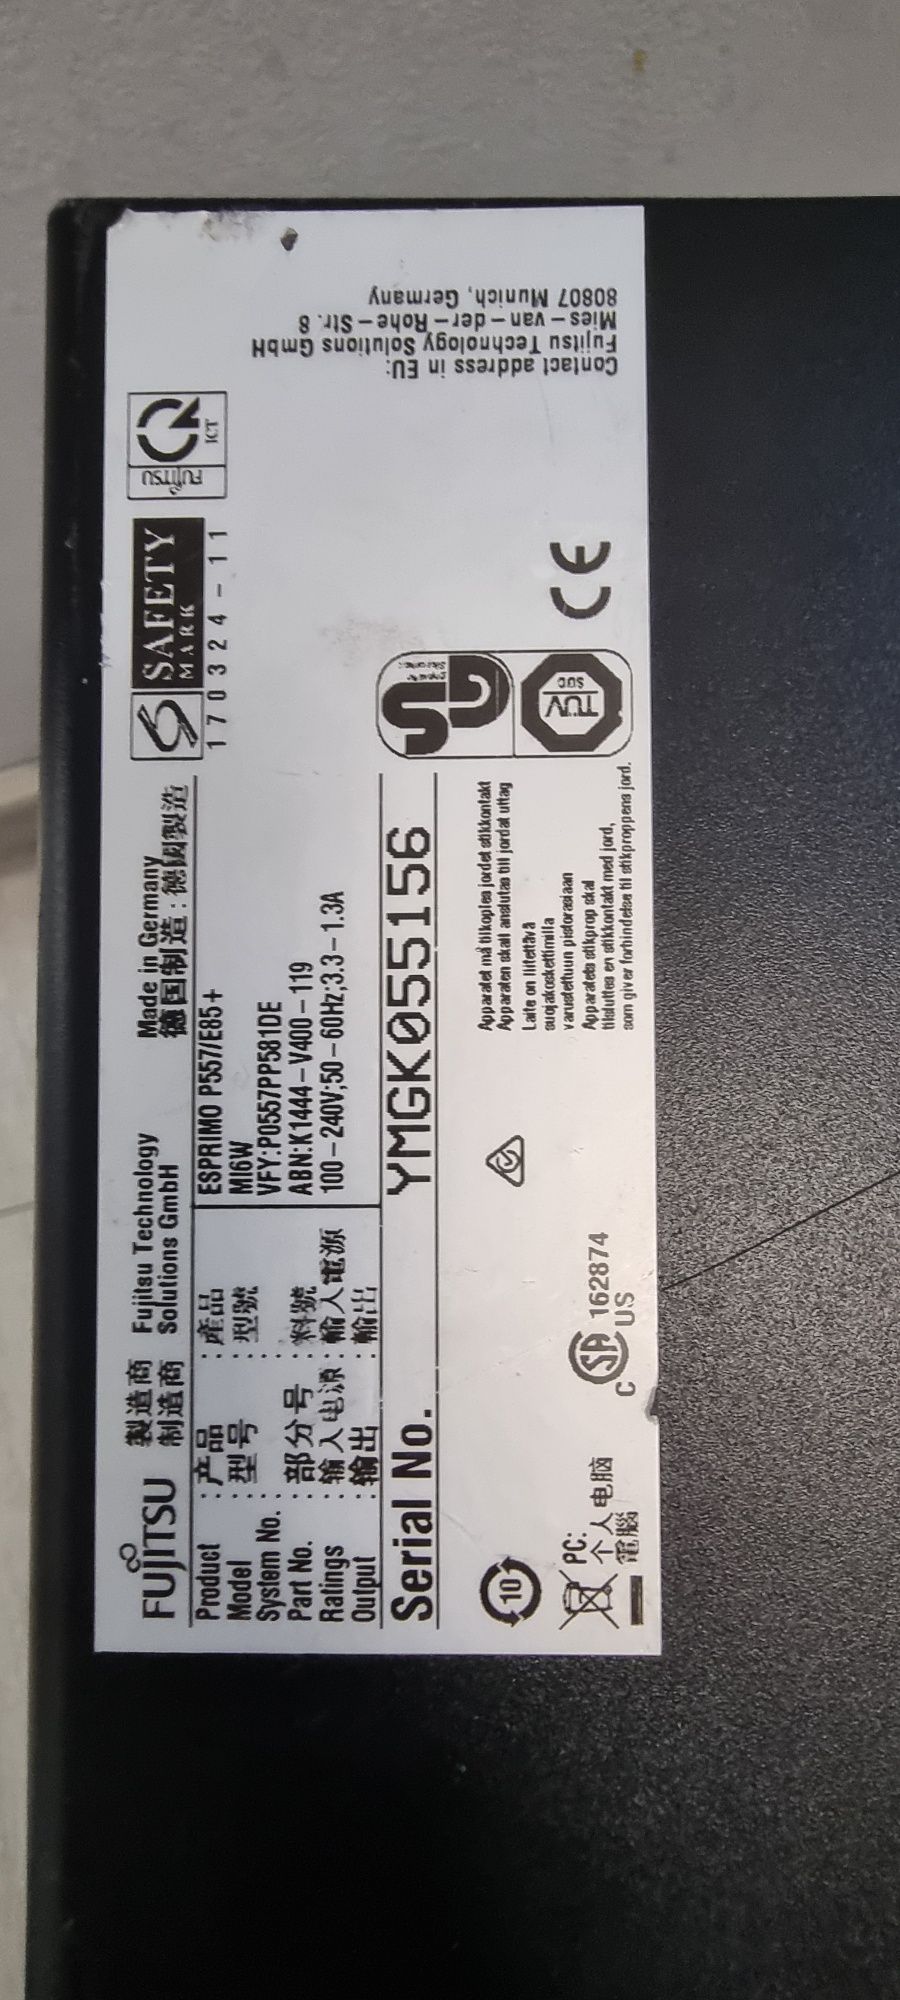 FUJITSU 製造商 Fujitsu Technology Made in Germany
制造商 Solutions GmbH 德国制造 : 德國製造
Product : 产品 : 產品 ESPRIMO P557/E85+
Model : 型号 : 型號 MI6W
System No. : : VFY:P0557PP581DE
Part No. : 部分号 : 料號 ABN:K1444-V400-119
Ratings : 输入电源 : 輸入電源 100-240V;50-60Hz;3.3-1.3A
Output : 输出 : 輸出
Serial No. YMGK055156
SAFETY
MARK
170324-11
FUJITSU
ICT
10
PC:
个人电脑
電腦
C SA US 162874
Apparatet må tilkoples jordet stikkontakt
Apparaten skall anslutas till jordat uttag
Laite on liitettävä
suojakoskettimilla
varustettuun pistorasiaan
Apparatets stikprop skal
tilsluttes en stikkontakt med jord,
som giver forbindelse til stikproppens jord.
TÜV
SÜD
CE
Contact address in EU:
Fujitsu Technology Solutions GmbH
Mies-van-der-Rohe-Str. 8
80807 Munich, Germany